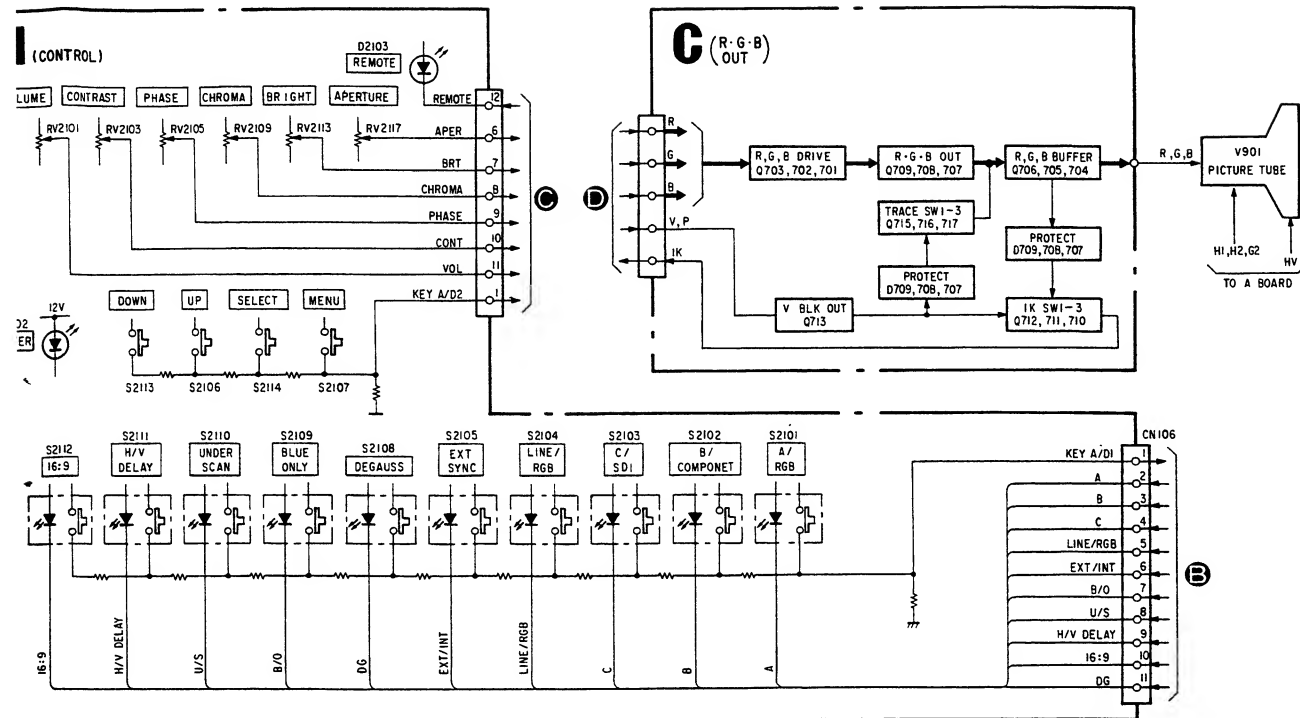 (CONTROL)
D2103
REMOTE
LUME
CONTRAST
PHASE
CHROMA
BRIGHT
APERTURE
RV2101
RV2103
RV2105
RV2109
RV2113
RV2117
REMOTE 12
APER 6
BRT 7
CHROMA 8
PHASE 9
CONT 10
VOL 11
KEY A/D2 1
C
12V
D2
ER
DOWN
UP
SELECT
MENU
S2113
S2106
S2114
S2107
C (R·G·B OUT)
D
R
G
B
V,P
IK
R,G,B DRIVE
Q703,702,701
R·G·B OUT
Q709,708,707
R,G,B BUFFER
Q706,705,704
TRACE SW1-3
Q715,716,717
PROTECT
D709,708,707
PROTECT
D709,708,707
V BLK OUT
Q713
IK SW1-3
Q712,711,710
R,G,B
V901
PICTURE TUBE
H1,H2,G2
HV
TO A BOARD
S2112
16:9
S2111
H/V
DELAY
S2110
UNDER
SCAN
S2109
BLUE
ONLY
S2108
DEGAUSS
S2105
EXT
SYNC
S2104
LINE/
RGB
S2103
C/
SDI
S2102
B/
COMPONET
S2101
A/
RGB
CN106
KEY A/D1 1
A 2
B 3
C 4
LINE/RGB 5
EXT/INT 6
B/O 7
U/S 8
H/V DELAY 9
16:9 10
DG 11
B
16:9
H/V DELAY
U/S
B/O
DG
EXT/INT
LINE/RGB
C
B
A